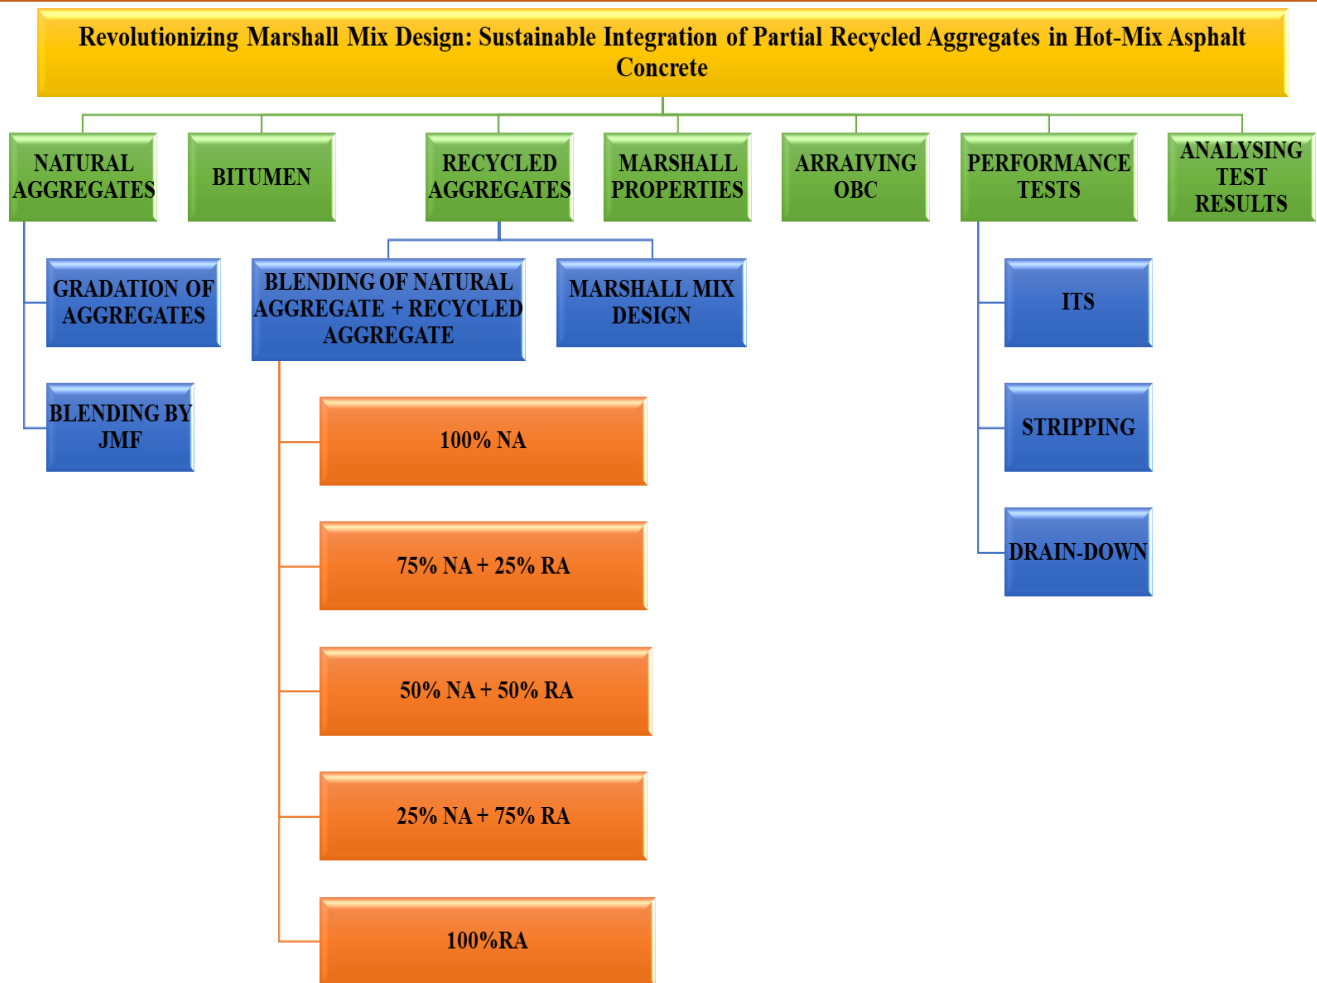 Revolutionizing Marshall Mix Design: Sustainable Integration of Partial Recycled Aggregates in Hot-Mix Asphalt
Concrete
NATURAL
AGGREGATES
BITUMEN
RECYCLED
AGGREGATES
MARSHALL
PROPERTIES
ARRAIVING
OBC
PERFORMANCE
TESTS
ANALYSING
TEST
RESULTS
GRADATION OF
AGGREGATES
BLENDING BY
JMF
BLENDING OF NATURAL
AGGREGATE + RECYCLED
AGGREGATE
MARSHALL MIX
DESIGN
100% NA
75% NA + 25% RA
50% NA + 50% RA
25% NA + 75% RA
100%RA
ITS
STRIPPING
DRAIN-DOWN